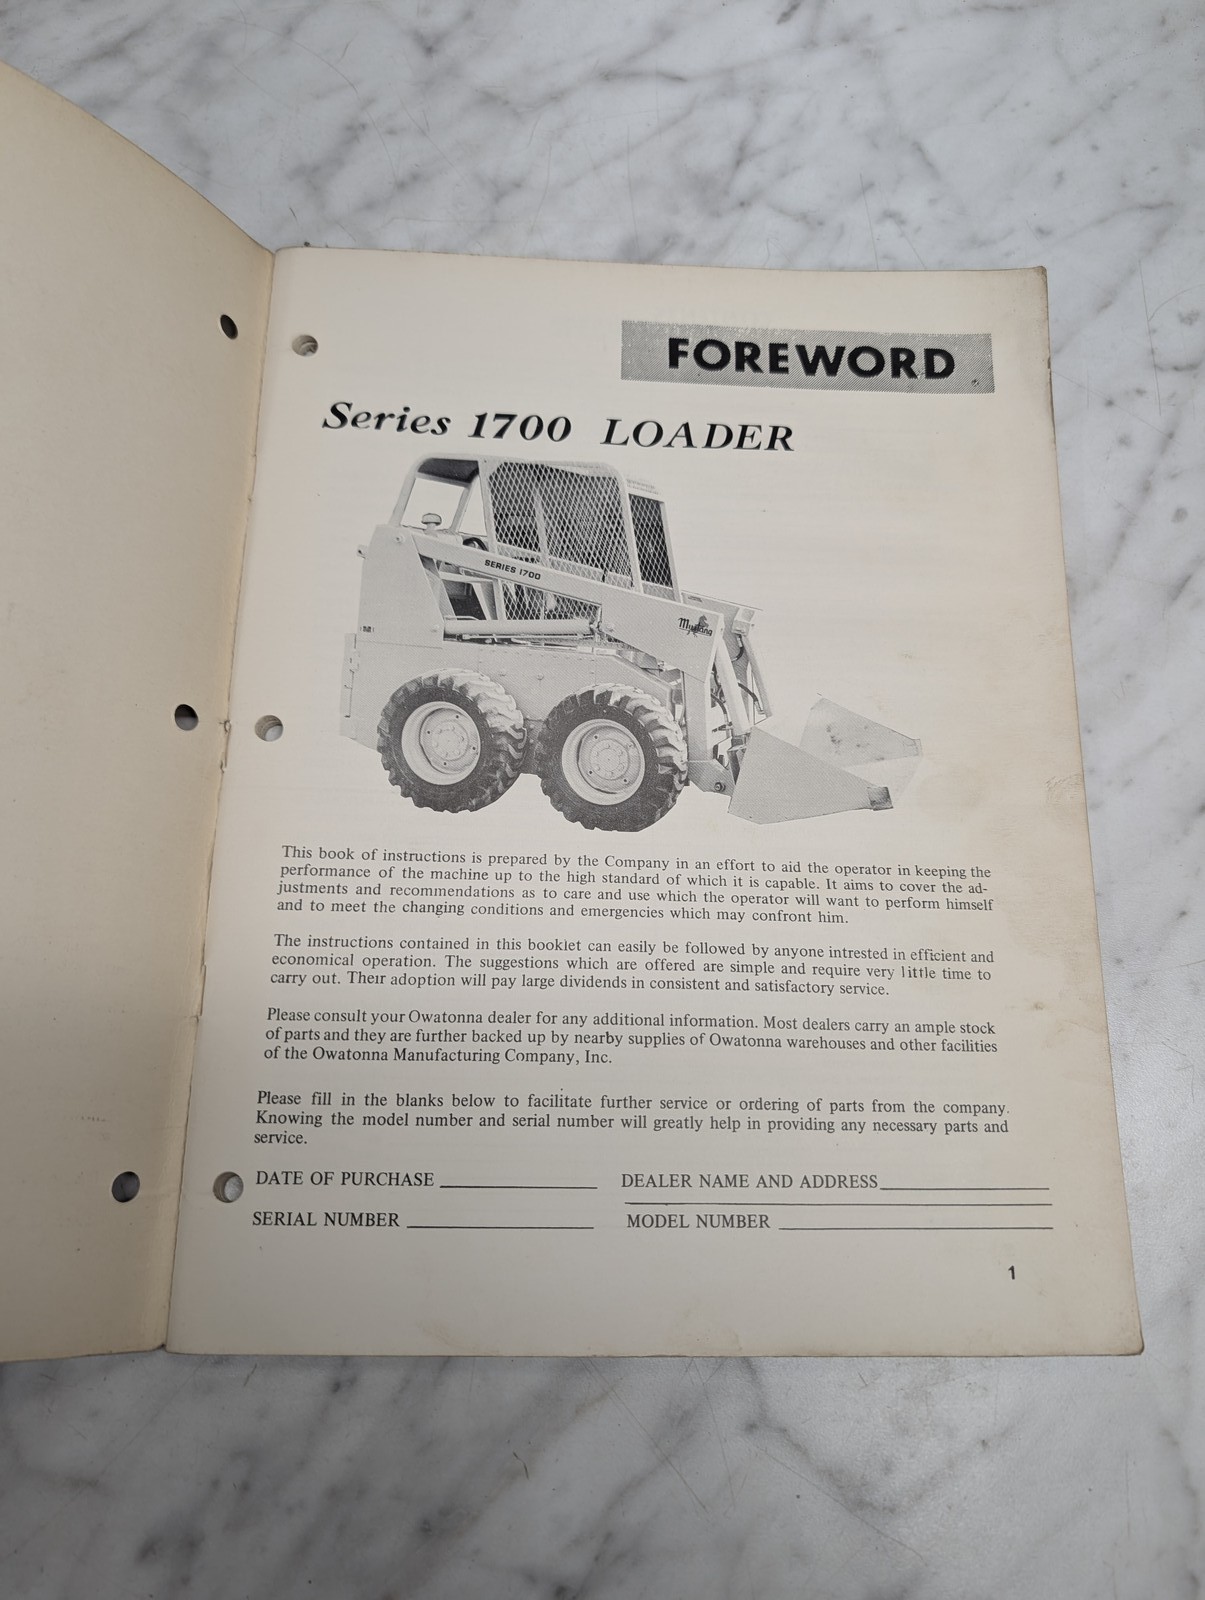 FOREWORD
Series 1700 LOADER
SERIES 1700
Mustang
This book of instructions is prepared by the Company in an effort to aid the operator in keeping the
performance of the machine up to the high standard of which it is capable. It aims to cover the ad-
justments and recommendations as to care and use which the operator will want to perform himself
and to meet the changing conditions and emergencies which may confront him.
The instructions contained in this booklet can easily be followed by anyone intrested in efficient and
economical operation. The suggestions which are offered are simple and require very little time to
carry out. Their adoption will pay large dividends in consistent and satisfactory service.
Please consult your Owatonna dealer for any additional information. Most dealers carry an ample stock
of parts and they are further backed up by nearby supplies of Owatonna warehouses and other facilities
of the Owatonna Manufacturing Company, Inc.
Please fill in the blanks below to facilitate further service or ordering of parts from the company.
Knowing the model number and serial number will greatly help in providing any necessary parts and
service.
DATE OF PURCHASE DEALER NAME AND ADDRESS
SERIAL NUMBER MODEL NUMBER
1